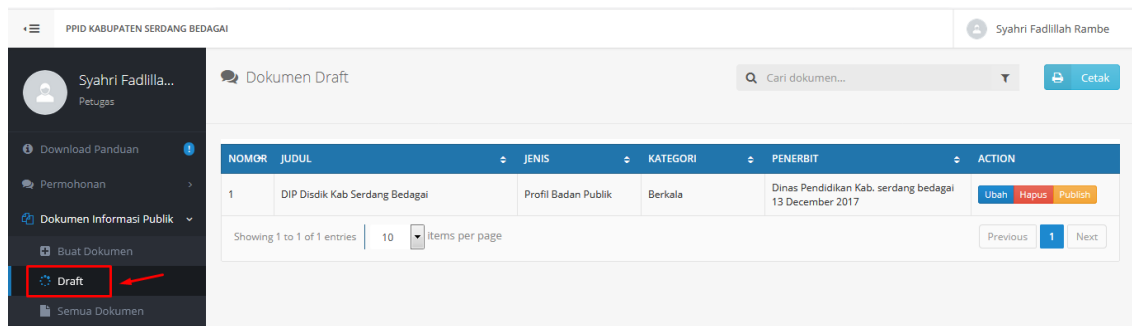 PPID KABUPATEN SERDANG BEDAGAI
Syahri Fadlillah Rambe
Syahri Fadlilla...
Petugas
Download Panduan
Permohonan
Dokumen Informasi Publik
Buat Dokumen
Draft
Semua Dokumen
Dokumen Draft
Cari dokumen...
Cetak
NOMOR JUDUL JENIS KATEGORI PENERBIT ACTION
1 DIP Disdik Kab Serdang Bedagai Profil Badan Publik Berkala Dinas Pendidikan Kab. serdang bedagai Ubah Hapus Publish
13 December 2017
Showing 1 to 1 of 1 entries 10 items per page Previous 1 Next